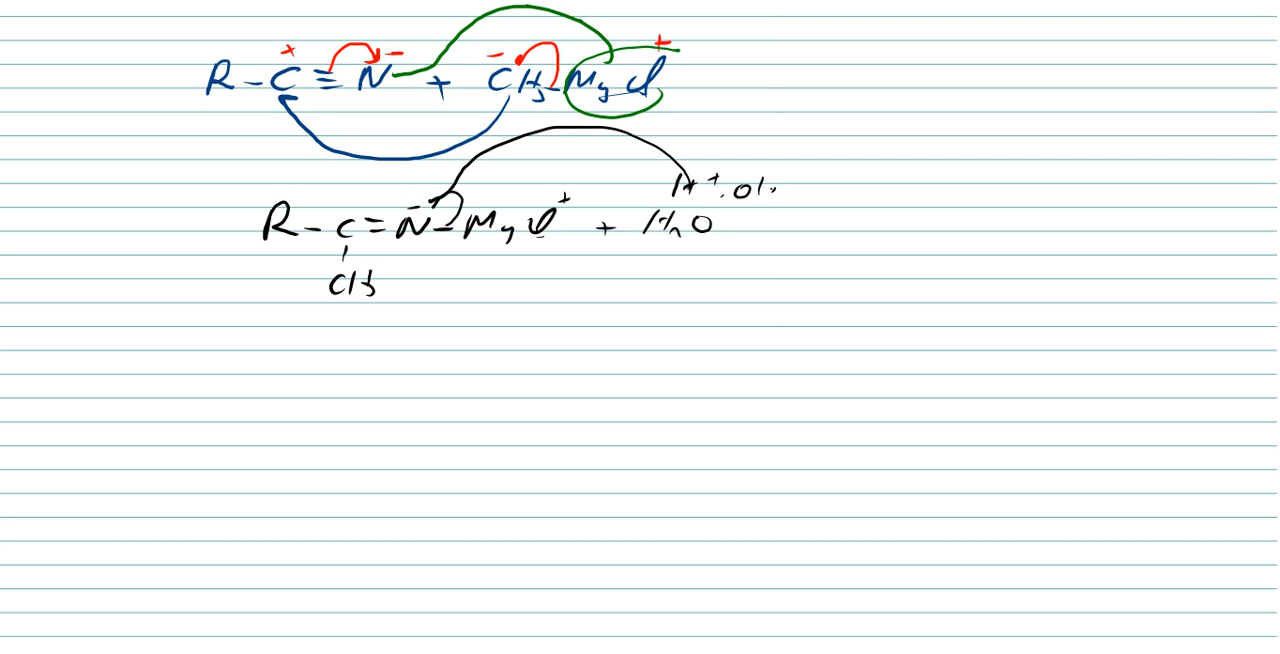 R - C ≡ N + CH3 - MgCl
H+ . OH-
R - C = N - MgCl+ + H2O
CH3